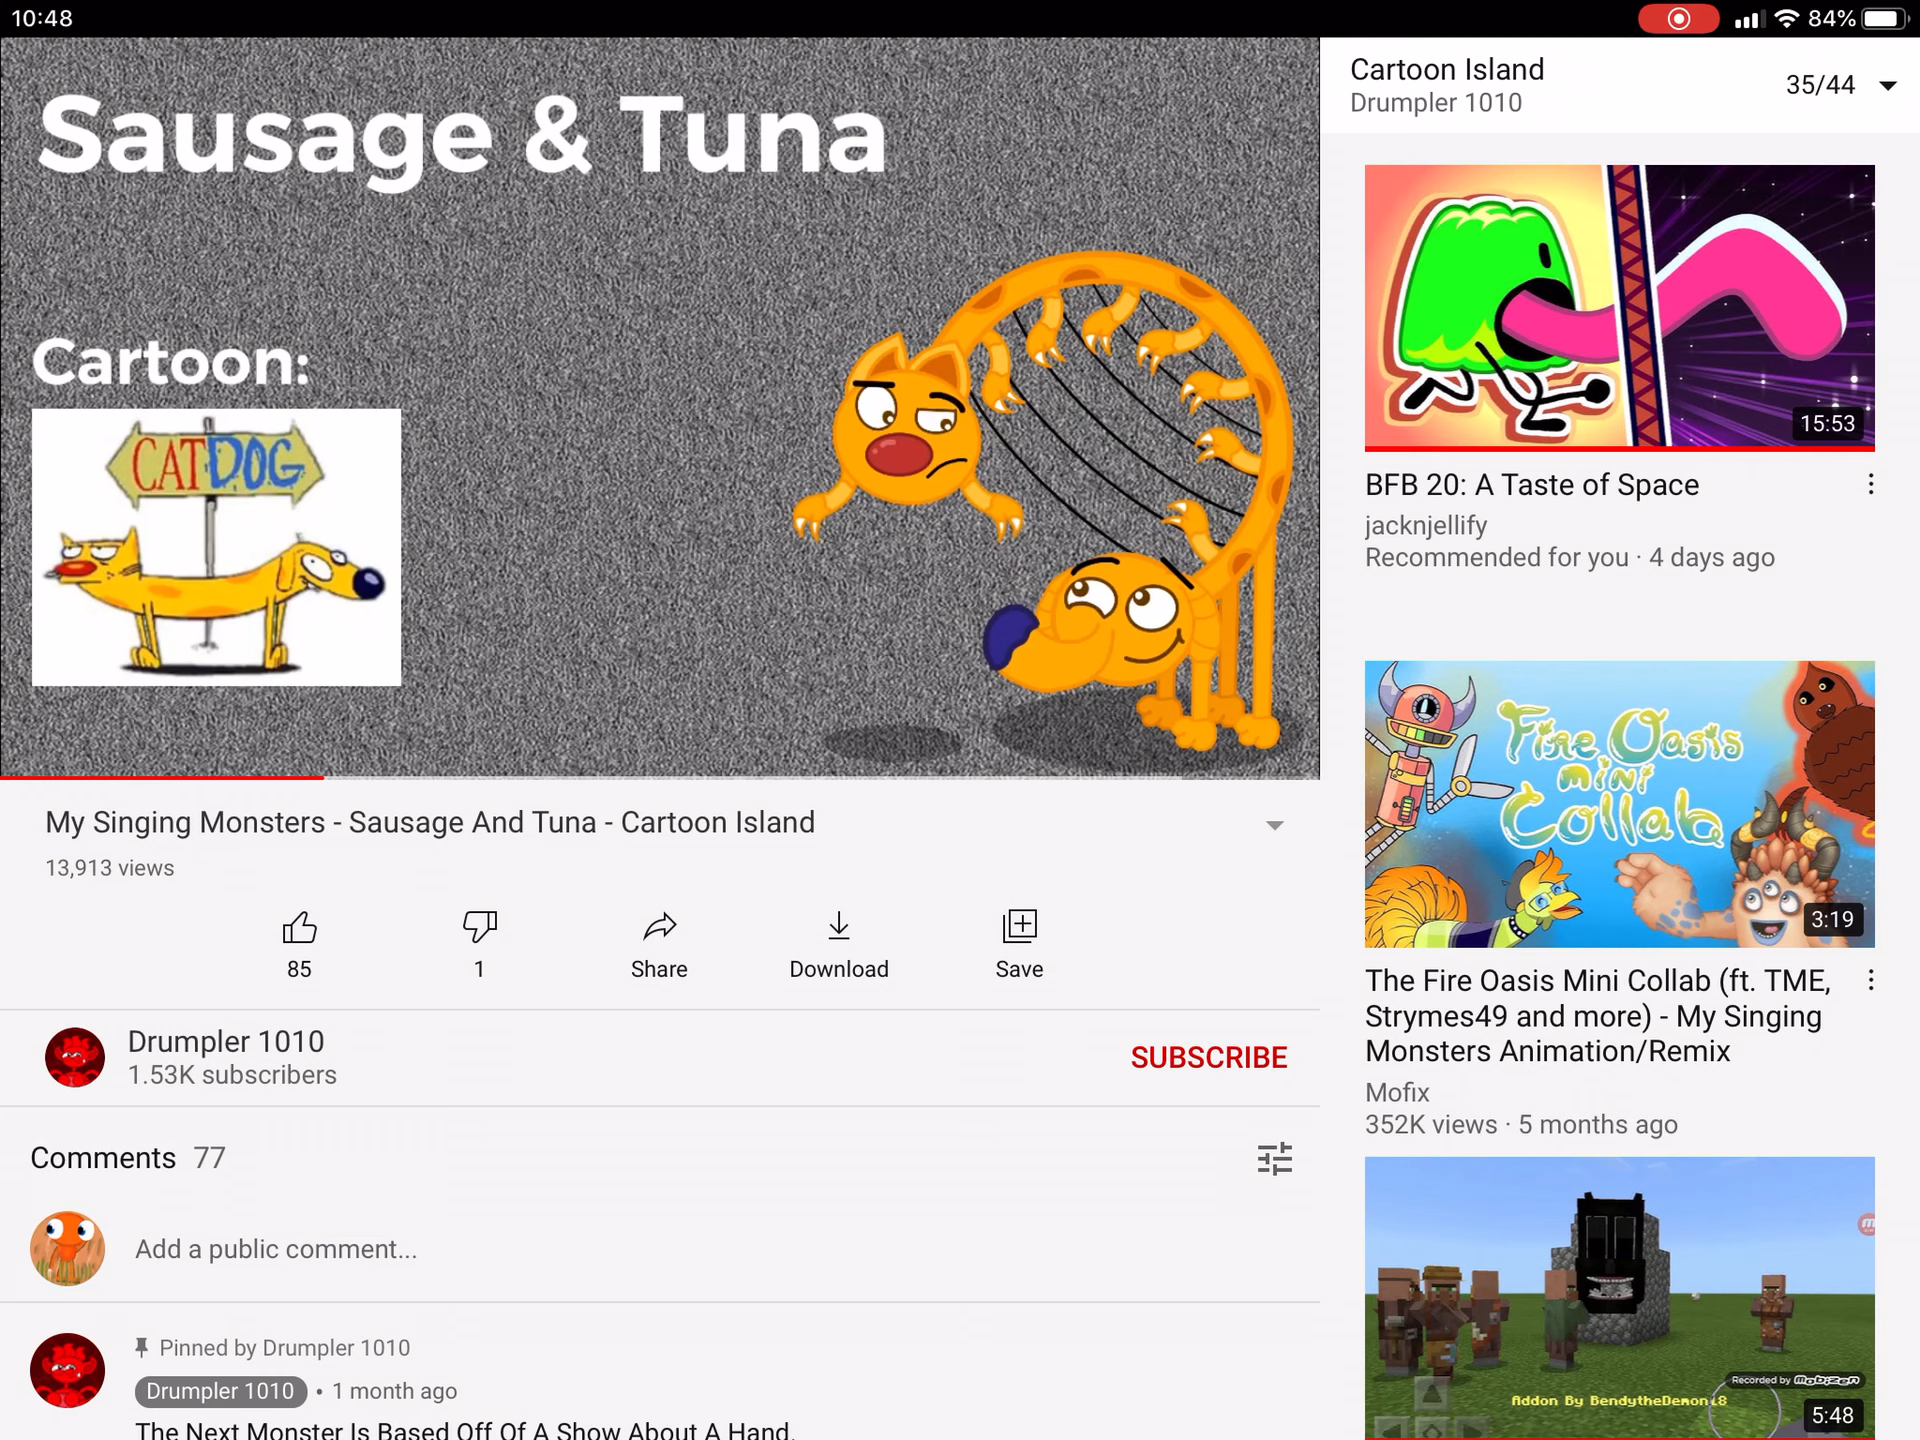 10:48
84%
Sausage & Tuna
Cartoon:
CATDOG
My Singing Monsters - Sausage And Tuna - Cartoon Island
13,913 views
85
1
Share
Download
Save
Drumpler 1010
1.53K subscribers
SUBSCRIBE
Comments 77
Add a public comment...
Pinned by Drumpler 1010
Drumpler 1010 • 1 month ago
The Next Monster Is Based Off Of A Show About A Hand.
Cartoon Island
Drumpler 1010
35/44
15:53
BFB 20: A Taste of Space
jacknjellify
Recommended for you · 4 days ago
Fire Oasis
mini
Collab
3:19
The Fire Oasis Mini Collab (ft. TME,
Strymes49 and more) - My Singing
Monsters Animation/Remix
Mofix
352K views · 5 months ago
Recorded by Mobizen
Addon By BendytheDemon18
5:48